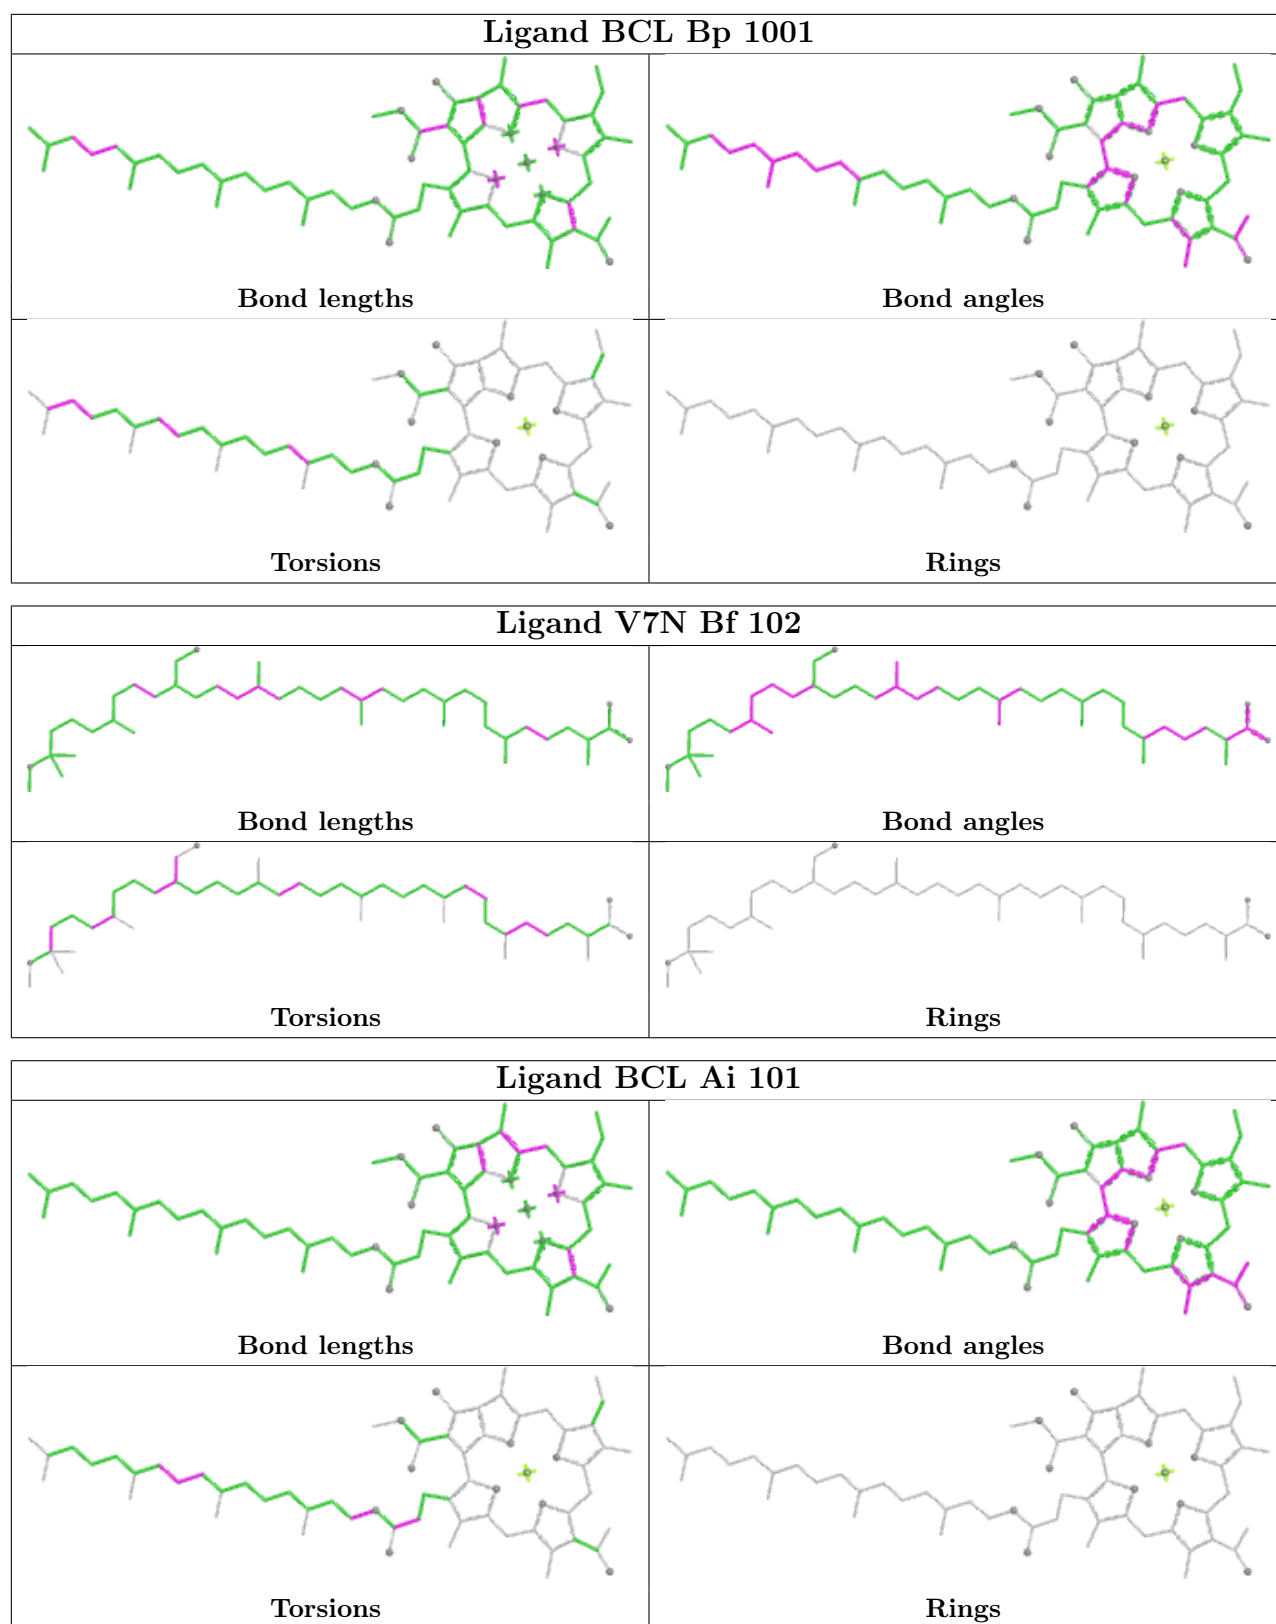 Ligand BCL Bp 1001
Bond lengths
Bond angles
Torsions
Rings
Ligand V7N Bf 102
Bond lengths
Bond angles
Torsions
Rings
Ligand BCL Ai 101
Bond lengths
Bond angles
Torsions
Rings